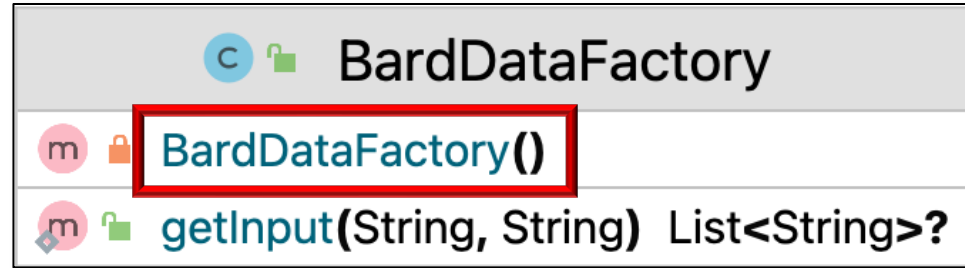 C BardDataFactory
m BardDataFactory()
m getInput(String, String) List<String>?